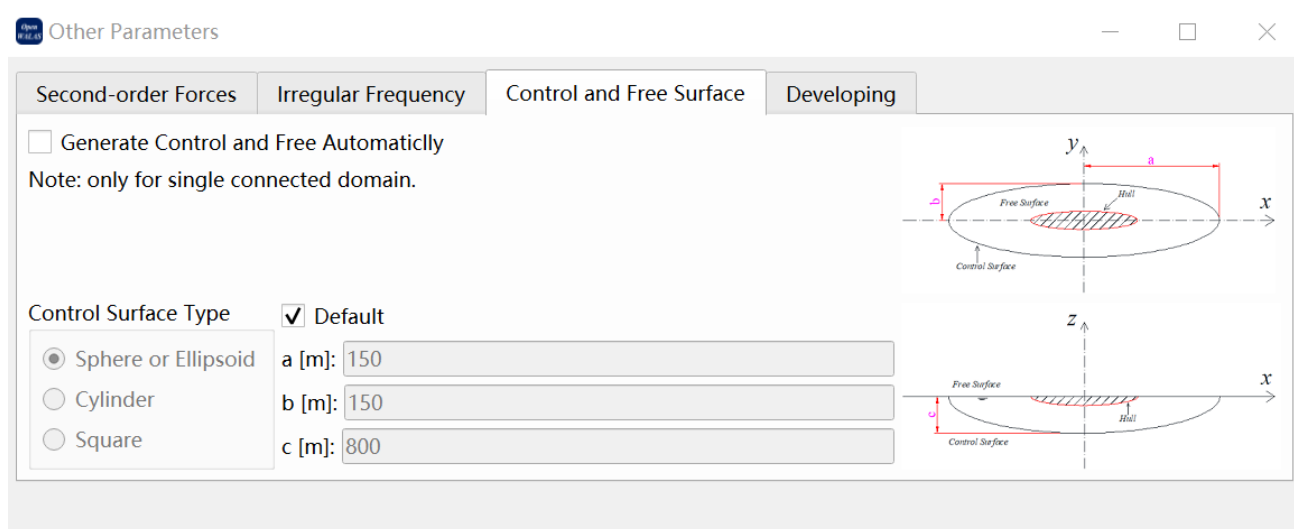 Open
WALAS
Other Parameters
Second-order Forces Irregular Frequency Control and Free Surface Developing
Generate Control and Free Automaticlly
Note: only for single connected domain.
y
a
b
Free Surface
Hull
x
Control Surface
Control Surface Type
Default
Sphere or Ellipsoid
Cylinder
Square
a [m]: 150
b [m]: 150
c [m]: 800
z
Free Surface
x
c
Hull
Control Surface